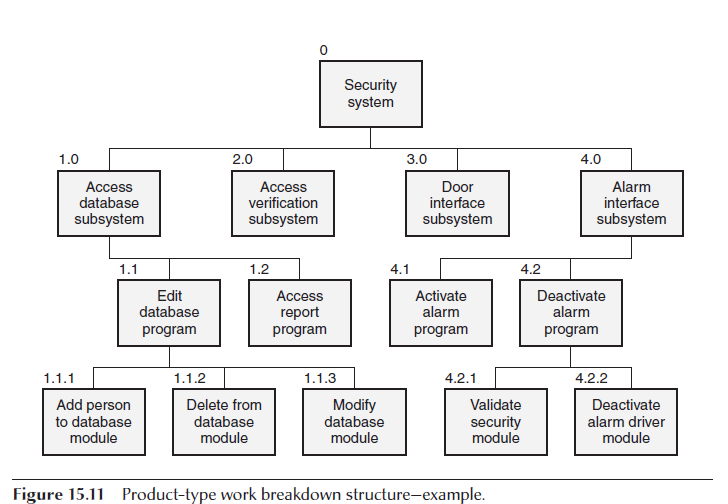 0
Security
system
1.0
Access
database
subsystem
2.0
Access
verification
subsystem
3.0
Door
interface
subsystem
4.0
Alarm
interface
subsystem
1.1
Edit
database
program
1.2
Access
report
program
4.1
Activate
alarm
program
4.2
Deactivate
alarm
program
1.1.1
Add person
to database
module
1.1.2
Delete from
database
module
1.1.3
Modify
database
module
4.2.1
Validate
security
module
4.2.2
Deactivate
alarm driver
module
Figure 15.11 Product-type work breakdown structure—example.